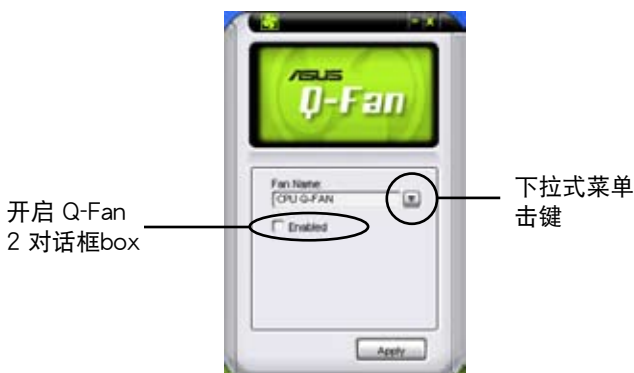 ASUS
Q-Fan
Fan Name
CPU Q-FAN
Enabled
Apply
开启 Q-Fan
2 对话框box
下拉式菜单
击键